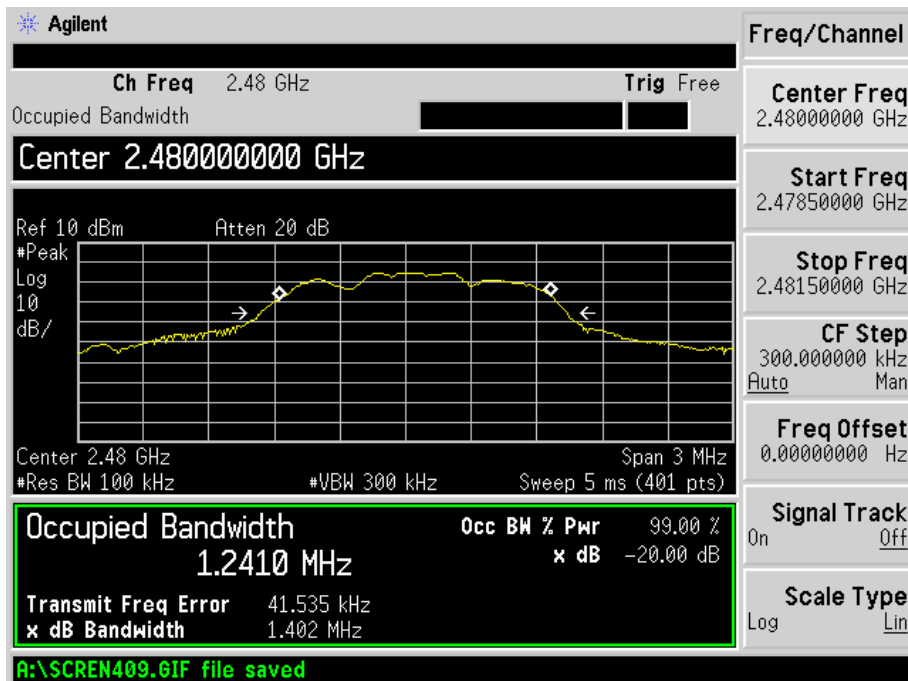 Agilent
Freq/Channel
Ch Freq 2.48 GHz Trig Free
Occupied Bandwidth
Center 2.480000000 GHz
Ref 10 dBm Atten 20 dB
#Peak
Log
10
dB/
Center 2.48 GHz Span 3 MHz
#Res BW 100 kHz #VBW 300 kHz Sweep 5 ms (401 pts)
Occupied Bandwidth
1.2410 MHz
Occ BW % Pwr 99.00 %
x dB -20.00 dB
Transmit Freq Error 41.535 kHz
x dB Bandwidth 1.402 MHz
A:\SCREN409.GIF file saved
Center Freq
2.48000000 GHz
Start Freq
2.47850000 GHz
Stop Freq
2.48150000 GHz
CF Step
300.000000 kHz
Auto Man
Freq Offset
0.00000000 Hz
Signal Track
On Off
Scale Type
Log Lin